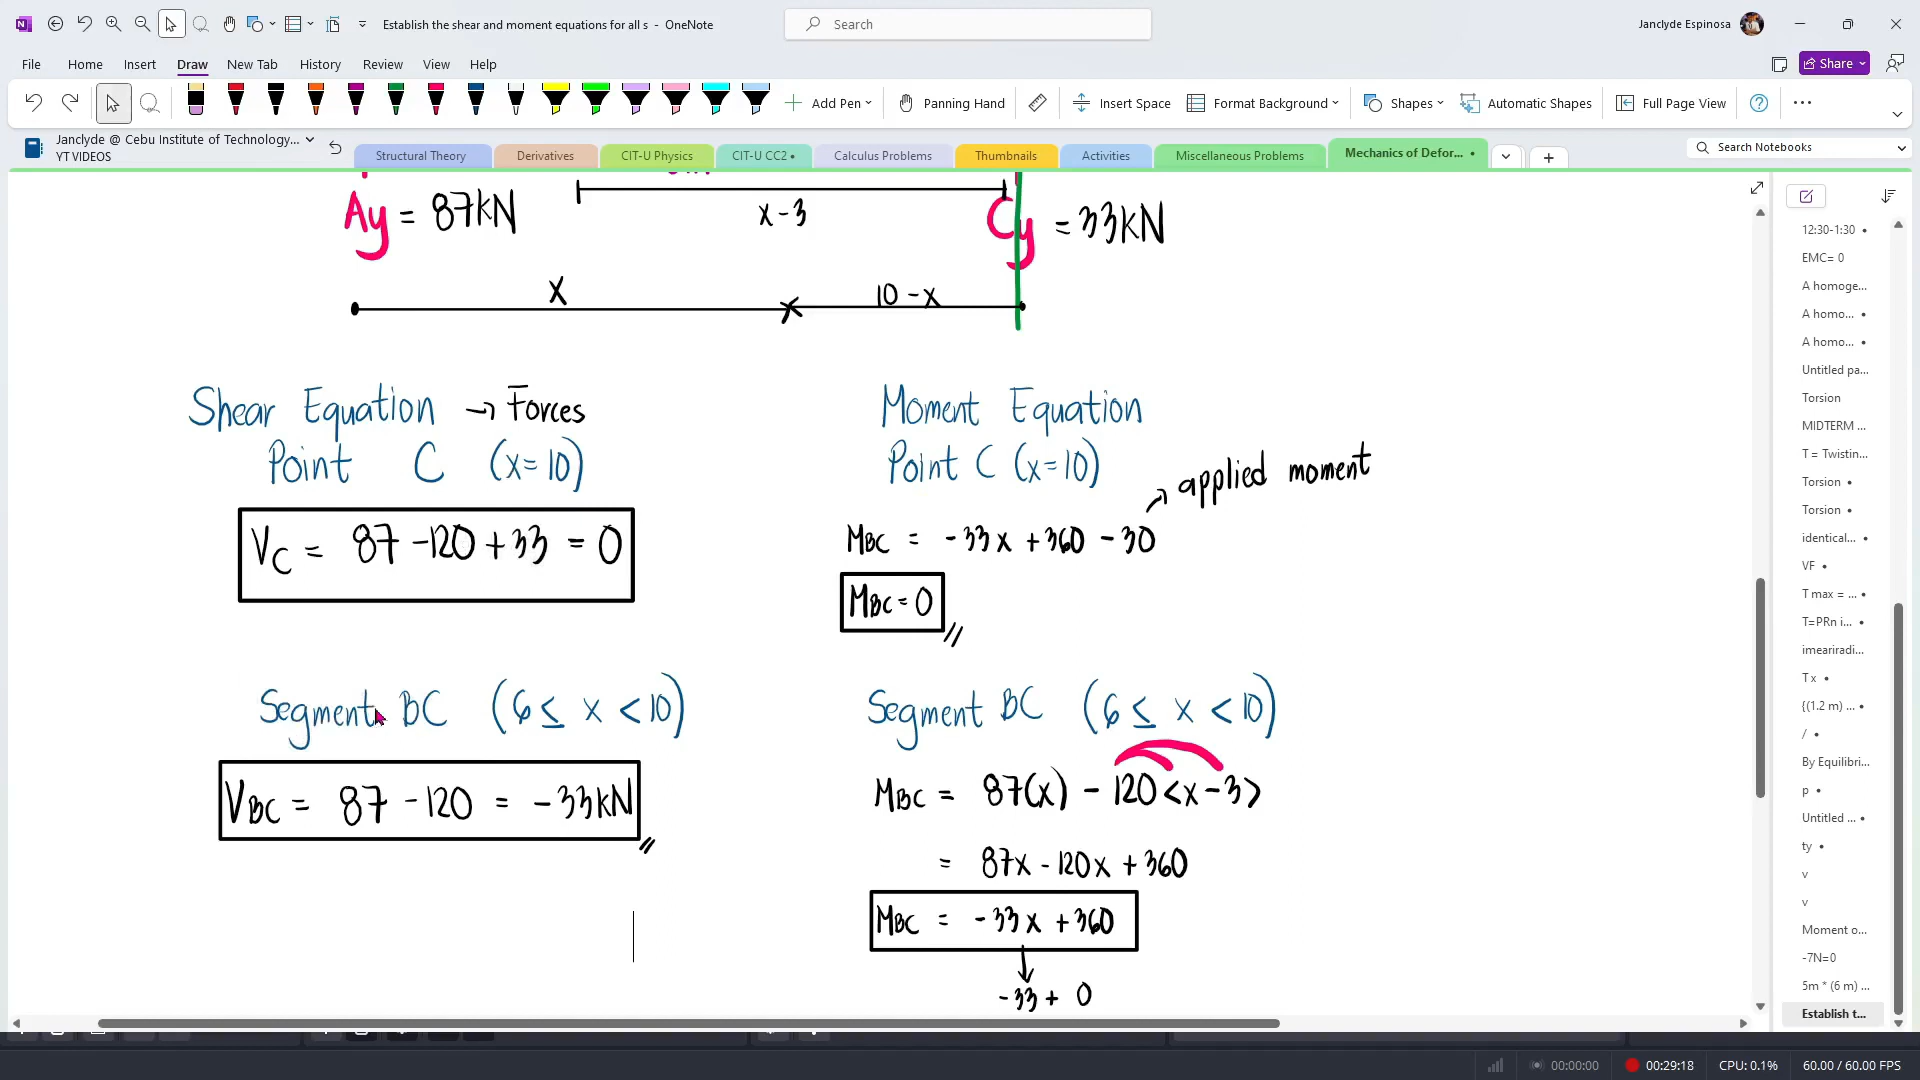 Establish the shear and moment equations for all s - OneNote
Search
Janclyde Espinosa
File Home Insert Draw New Tab History Review View Help
Share
Add Pen Panning Hand Insert Space Format Background Shapes Automatic Shapes Full Page View
Janclyde @ Cebu Institute of Technology...
YT VIDEOS
Structural Theory Derivatives CIT-U Physics CIT-U CC2 • Calculus Problems Thumbnails Activities Miscellaneous Problems Mechanics of Defor... •
Search Notebooks
Ay = 87kN
x - 3
Cy = 33kN
x
10 - x
Shear Equation → Forces
Point C (x=10)
Vc = 87 -120 +33 = 0
Segment BC (6 ≤ x < 10)
VBC = 87 -120 = -33kN
Moment Equation
Point C (x=10)
applied moment
MBC = -33x +360 -30
MBC = 0
Segment BC (6 ≤ x < 10)
MBC = 87(x) - 120<x-3>
= 87x - 120x + 360
MBC = -33x +360
-33 + 0
12:30-1:30 •
EMC= 0
A homoge...
A homo... •
A homo... •
Untitled pa...
Torsion
MIDTERM ...
T = Twistin...
Torsion •
Torsion •
identical... •
VF •
T max = ... •
T=PRn i... •
imeariradi...
T x •
{(1.2 m) ... •
/ •
By Equilibri...
p •
Untitled ... •
ty •
v
v
Moment o...
-7N=0
5m * (6 m) ...
Establish t...
00:00:00
00:29:18
CPU: 0.1%
60.00 / 60.00 FPS